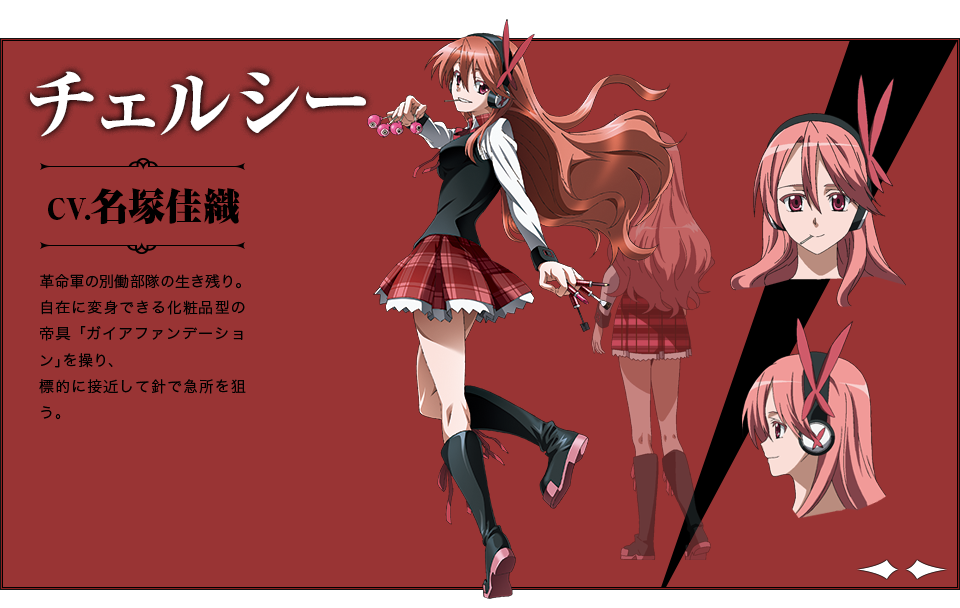 チェルシー
CV.名塚佳織
革命軍の別働部隊の生き残り。
自在に変身できる化粧品型の
帝具「ガイアファンデーショ
ン」を操り、
標的に接近して針で急所を狙
う。